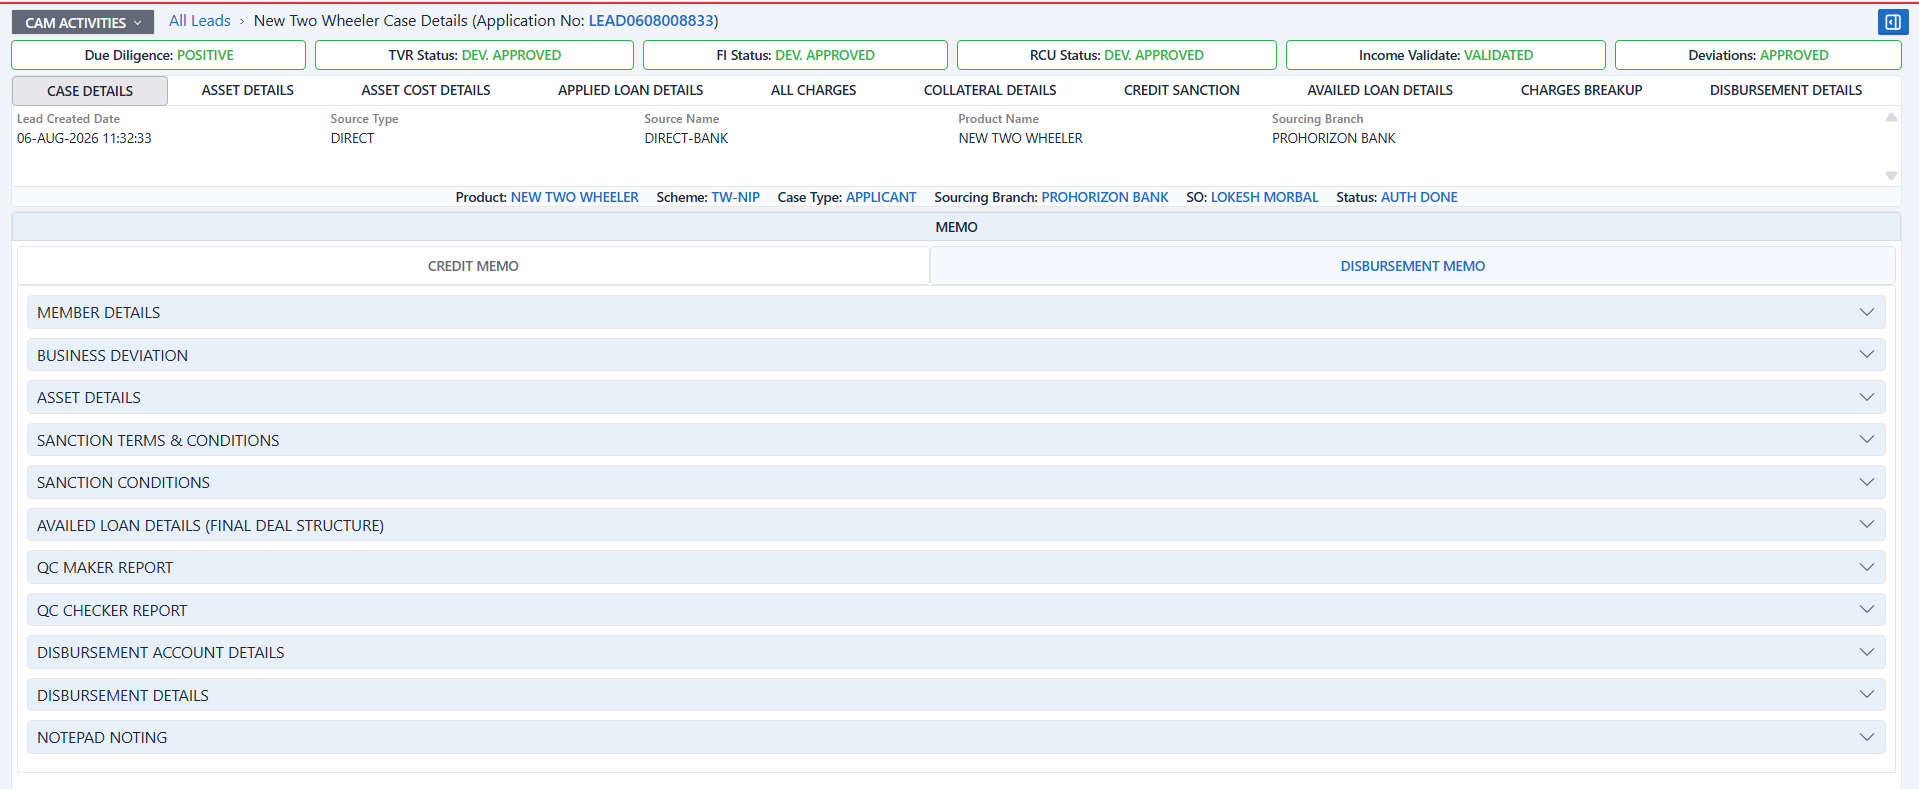 CAM ACTIVITIES
All Leads › New Two Wheeler Case Details (Application No: LEAD0608008833)
Due Diligence: POSITIVE
TVR Status: DEV. APPROVED
FI Status: DEV. APPROVED
RCU Status: DEV. APPROVED
Income Validate: VALIDATED
Deviations: APPROVED
CASE DETAILS
ASSET DETAILS
ASSET COST DETAILS
APPLIED LOAN DETAILS
ALL CHARGES
COLLATERAL DETAILS
CREDIT SANCTION
AVAILED LOAN DETAILS
CHARGES BREAKUP
DISBURSEMENT DETAILS
Lead Created Date
06-AUG-2026 11:32:33
Source Type
DIRECT
Source Name
DIRECT-BANK
Product Name
NEW TWO WHEELER
Sourcing Branch
PROHORIZON BANK
Product: NEW TWO WHEELER Scheme: TW-NIP Case Type: APPLICANT Sourcing Branch: PROHORIZON BANK SO: LOKESH MORBAL Status: AUTH DONE
MEMO
CREDIT MEMO
DISBURSEMENT MEMO
MEMBER DETAILS
BUSINESS DEVIATION
ASSET DETAILS
SANCTION TERMS & CONDITIONS
SANCTION CONDITIONS
AVAILED LOAN DETAILS (FINAL DEAL STRUCTURE)
QC MAKER REPORT
QC CHECKER REPORT
DISBURSEMENT ACCOUNT DETAILS
DISBURSEMENT DETAILS
NOTEPAD NOTING